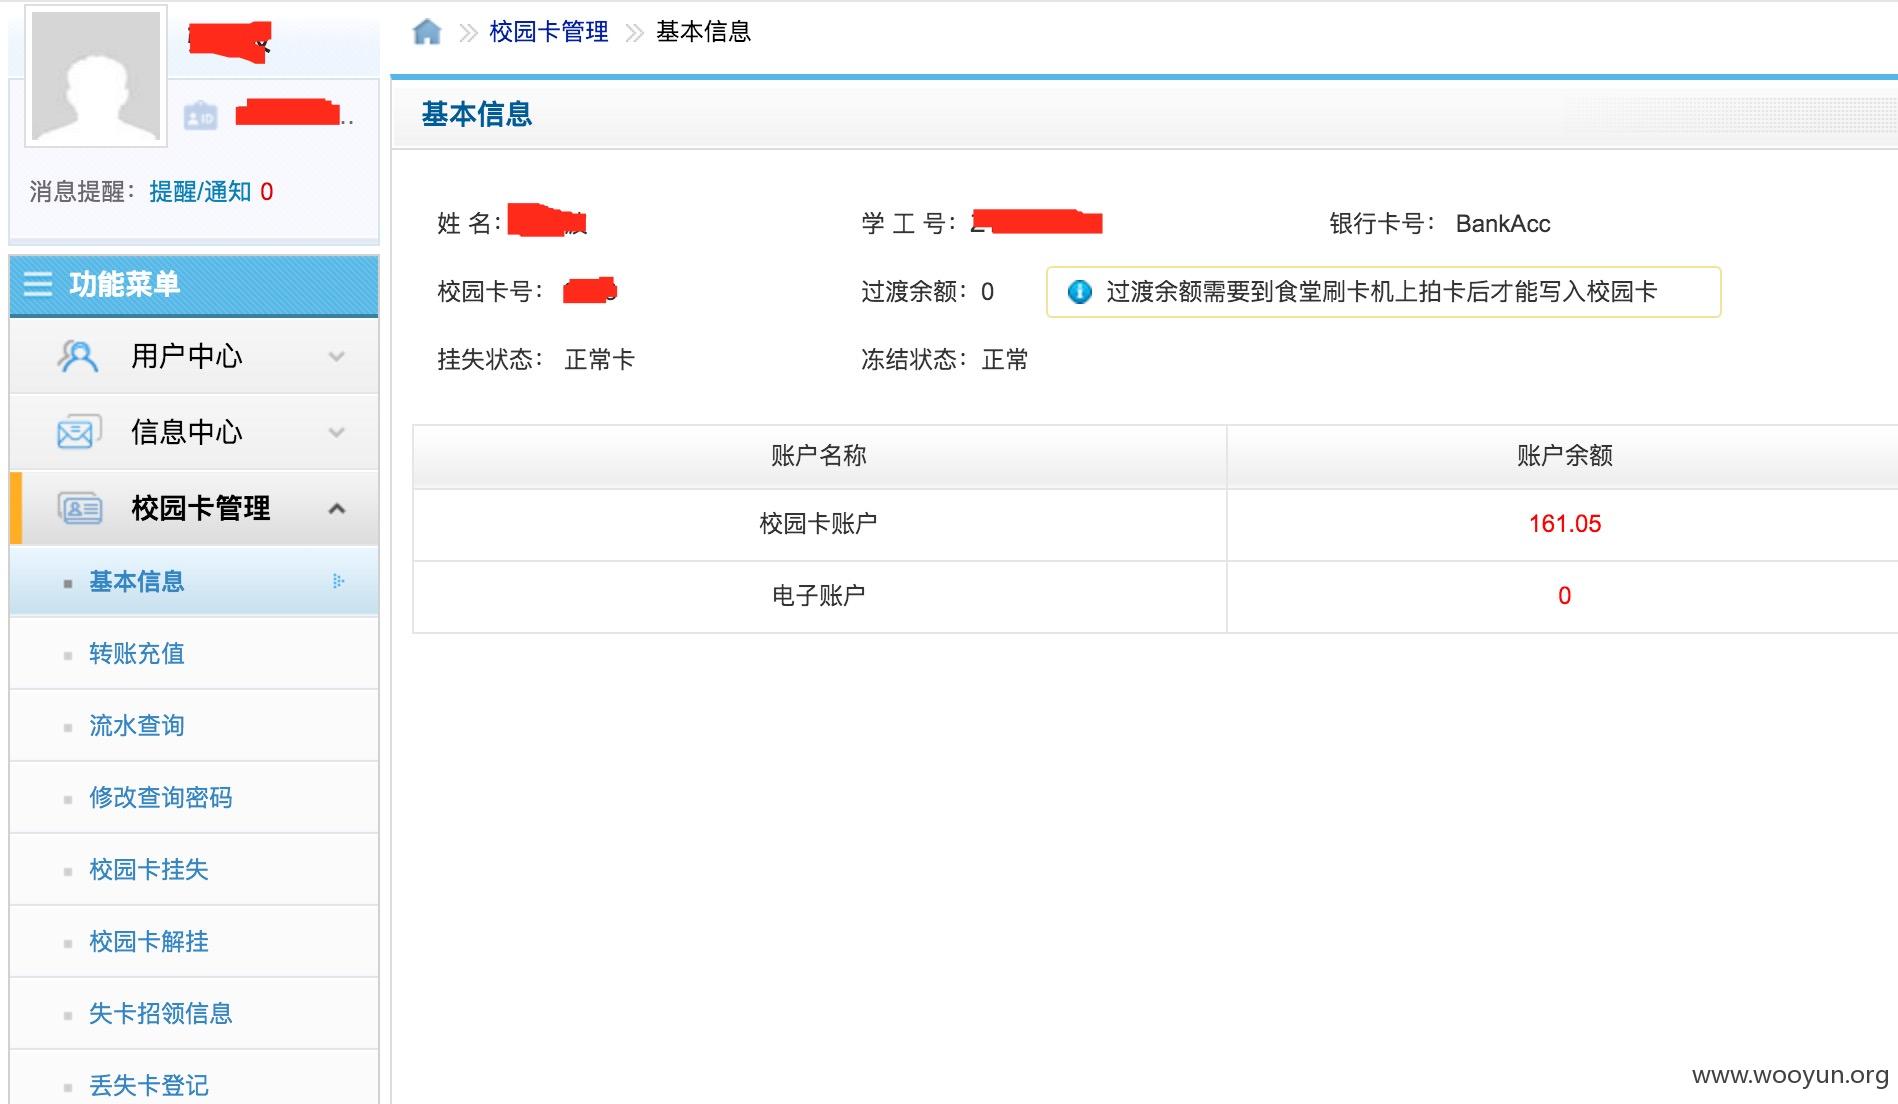 校园卡管理 基本信息
ID
..
消息提醒：提醒/通知 0
功能菜单
用户中心
信息中心
校园卡管理
基本信息
转账充值
流水查询
修改查询密码
校园卡挂失
校园卡解挂
失卡招领信息
丢失卡登记
基本信息
姓 名：
学 工 号：
银行卡号： BankAcc
校园卡号：
过渡余额：0
过渡余额需要到食堂刷卡机上拍卡后才能写入校园卡
挂失状态： 正常卡
冻结状态：正常
账户名称 账户余额
校园卡账户 161.05
电子账户 0
www.wooyun.org